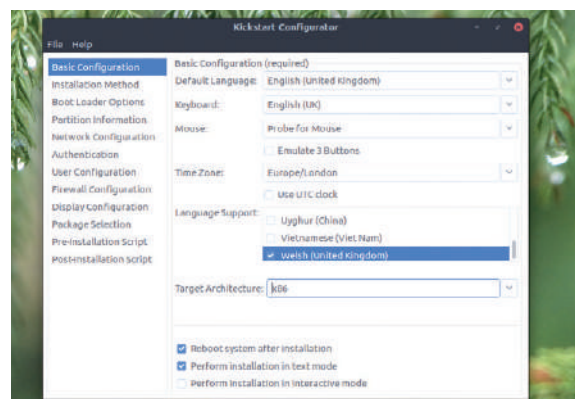 Kickstart Configurator
File Help
Basic Configuration
Installation Method
Boot Loader Options
Partition Information
Network Configuration
Authentication
User Configuration
Firewall Configuration
Display Configuration
Package Selection
Pre-Installation Script
Post-Installation Script
Basic Configuration (required)
Default Language: English (United Kingdom)
Keyboard: English (UK)
Mouse: Probe for Mouse
Emulate 3 Buttons
Time Zone: Europe/London
Use UTC clock
Language Support:
Uyghur (China)
Vietnamese (Viet Nam)
Welsh (United Kingdom)
Target Architecture: x86
Reboot system after installation
Perform installation in text mode
Perform installation in interactive mode